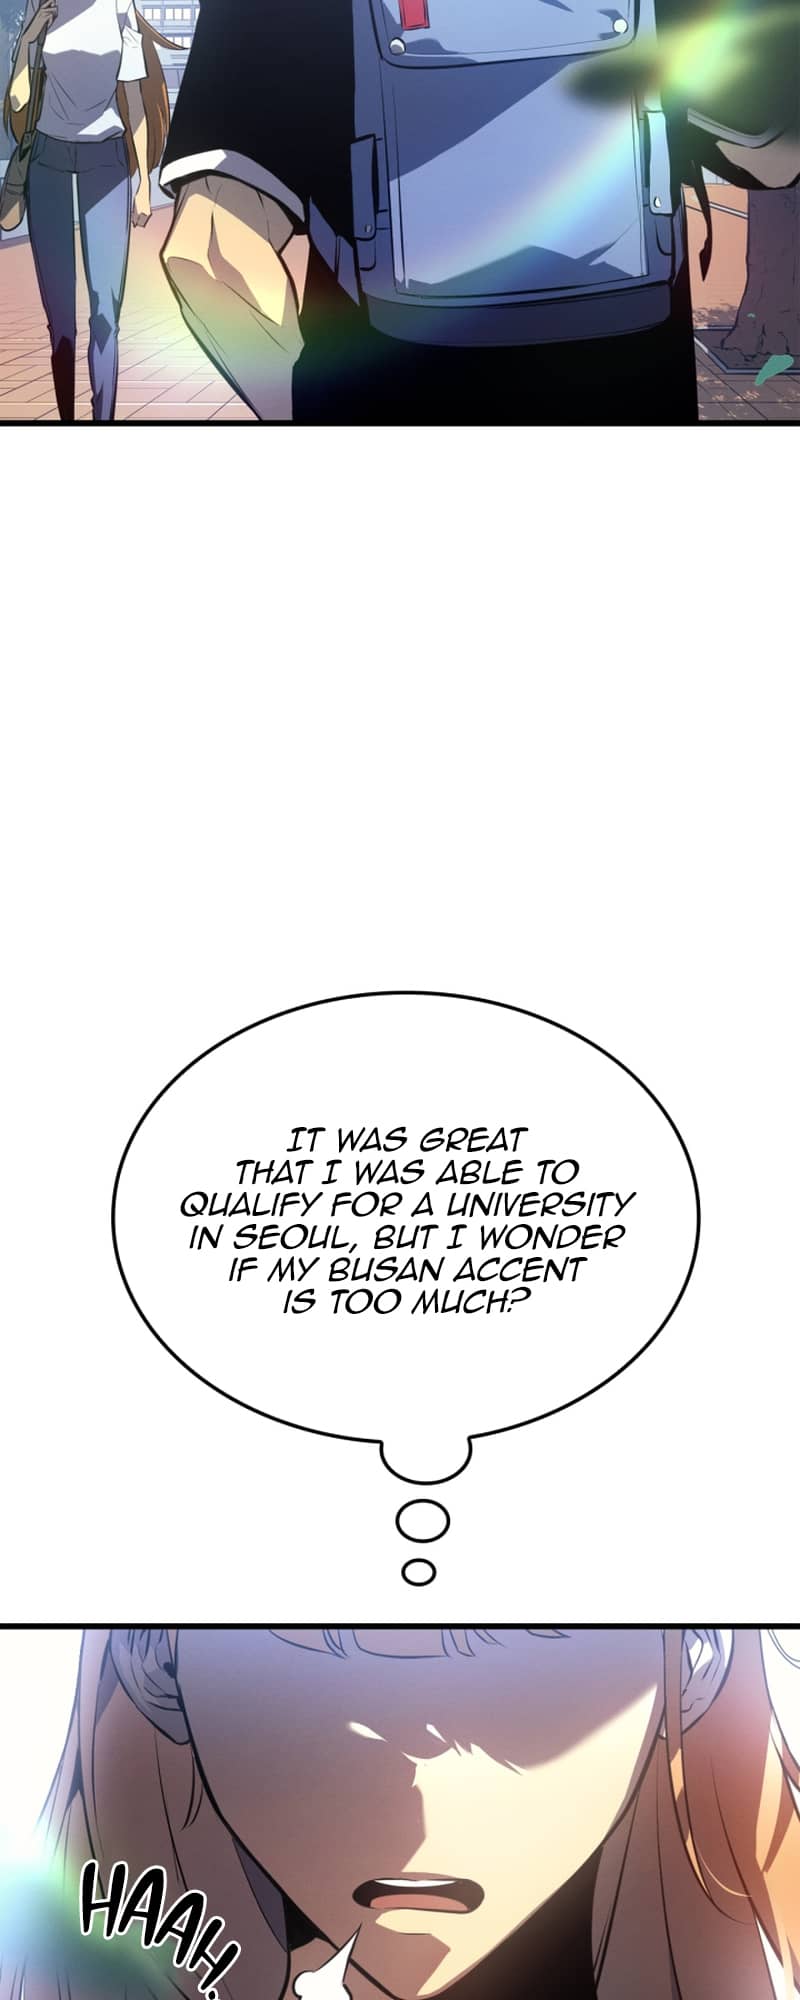 IT WAS GREAT
THAT I WAS ABLE TO
QUALIFY FOR A UNIVERSITY
IN SEOUL, BUT I WONDER
IF MY BUSAN ACCENT
IS TOO MUCH?
HAAH.